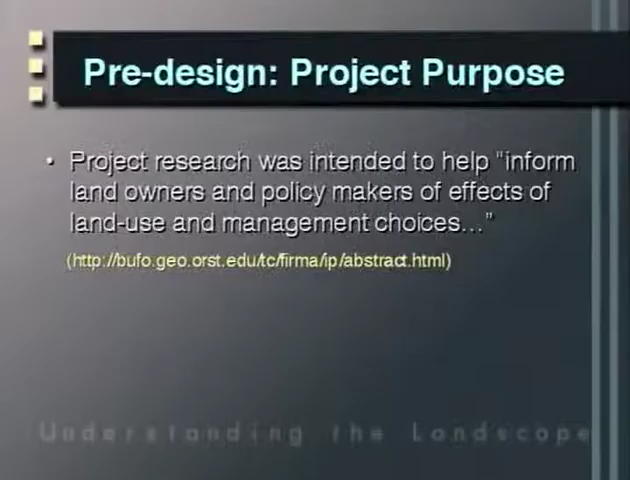 Pre-design: Project Purpose
• Project research was intended to help "inform
land owners and policy makers of effects of
land-use and management choices…"
(http://bufo.geo.orst.edu/tc/firma/ip/abstract.html)
Understanding the Landscape